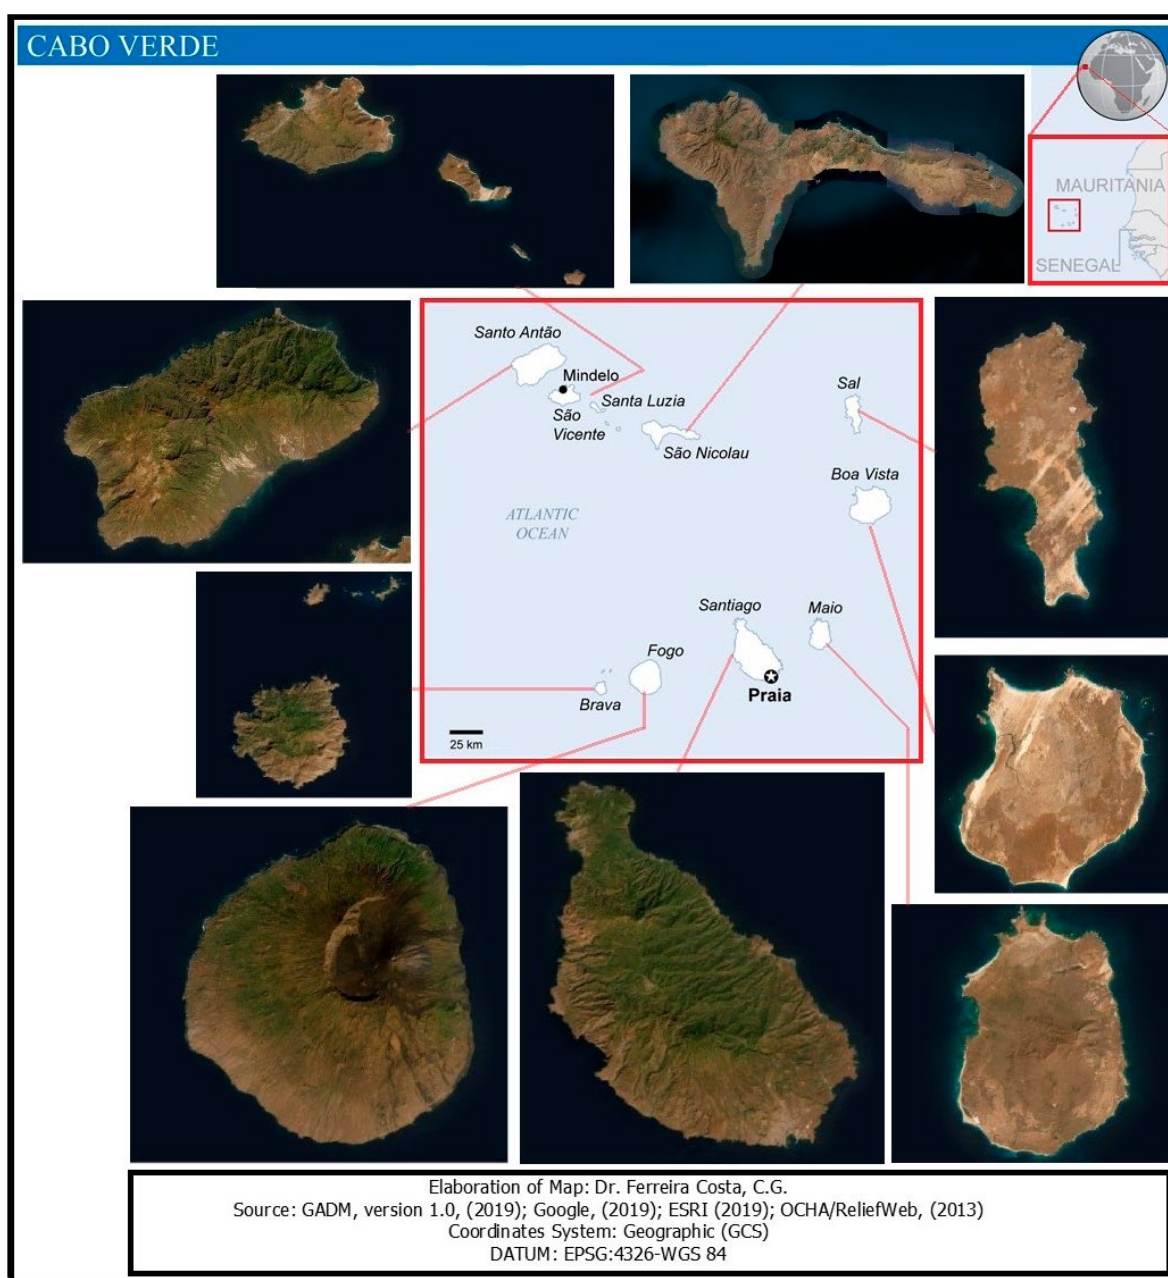 CABO VERDE
MAURITANIA
SENEGAL
Santo Antão
Mindelo
Santa Luzia
São
Vicente
São Nicolau
Sal
Boa Vista
ATLANTIC
OCEAN
Santiago
Maio
Fogo
Brava
Praia
25 km
Elaboration of Map: Dr. Ferreira Costa, C.G.
Source: GADM, version 1.0, (2019); Google, (2019); ESRI (2019); OCHA/ReliefWeb, (2013)
Coordinates System: Geographic (GCS)
DATUM: EPSG:4326-WGS 84